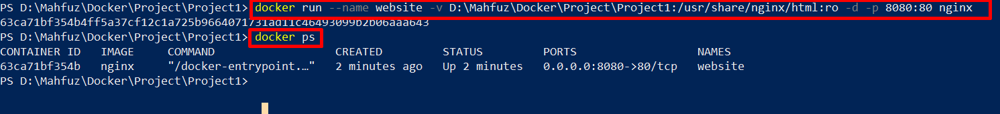 PS D:\Mahfuz\Docker\Project\Project1> docker run --name website -v D:\Mahfuz\Docker\Project\Project1:/usr/share/nginx/html:ro -d -p 8080:80 nginx
63ca71bf354b4ff5a37cf12c1a725b9664071731ad11c46493099b2b06aaa643
PS D:\Mahfuz\Docker\Project\Project1> docker ps
CONTAINER ID   IMAGE     COMMAND                  CREATED         STATUS         PORTS                  NAMES
63ca71bf354b   nginx     "/docker-entrypoint.…"   2 minutes ago   Up 2 minutes   0.0.0.0:8080->80/tcp   website
PS D:\Mahfuz\Docker\Project\Project1>